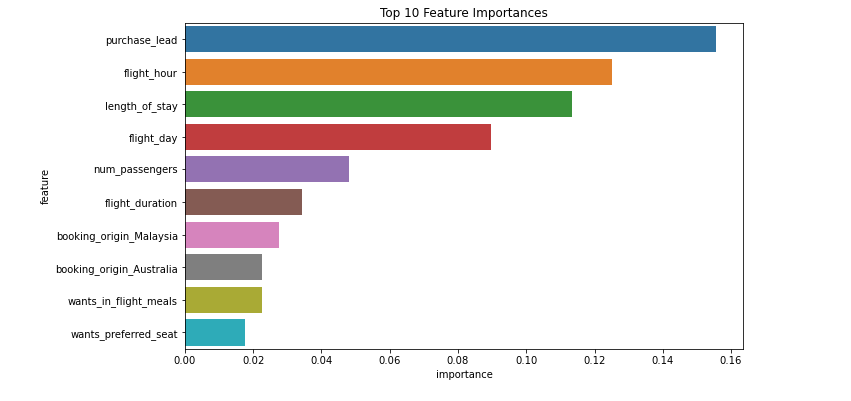 Top 10 Feature Importances
purchase_lead
flight_hour
length_of_stay
flight_day
num_passengers
flight_duration
booking_origin_Malaysia
booking_origin_Australia
wants_in_flight_meals
wants_preferred_seat
feature
0.00 0.02 0.04 0.06 0.08 0.10 0.12 0.14 0.16
importance